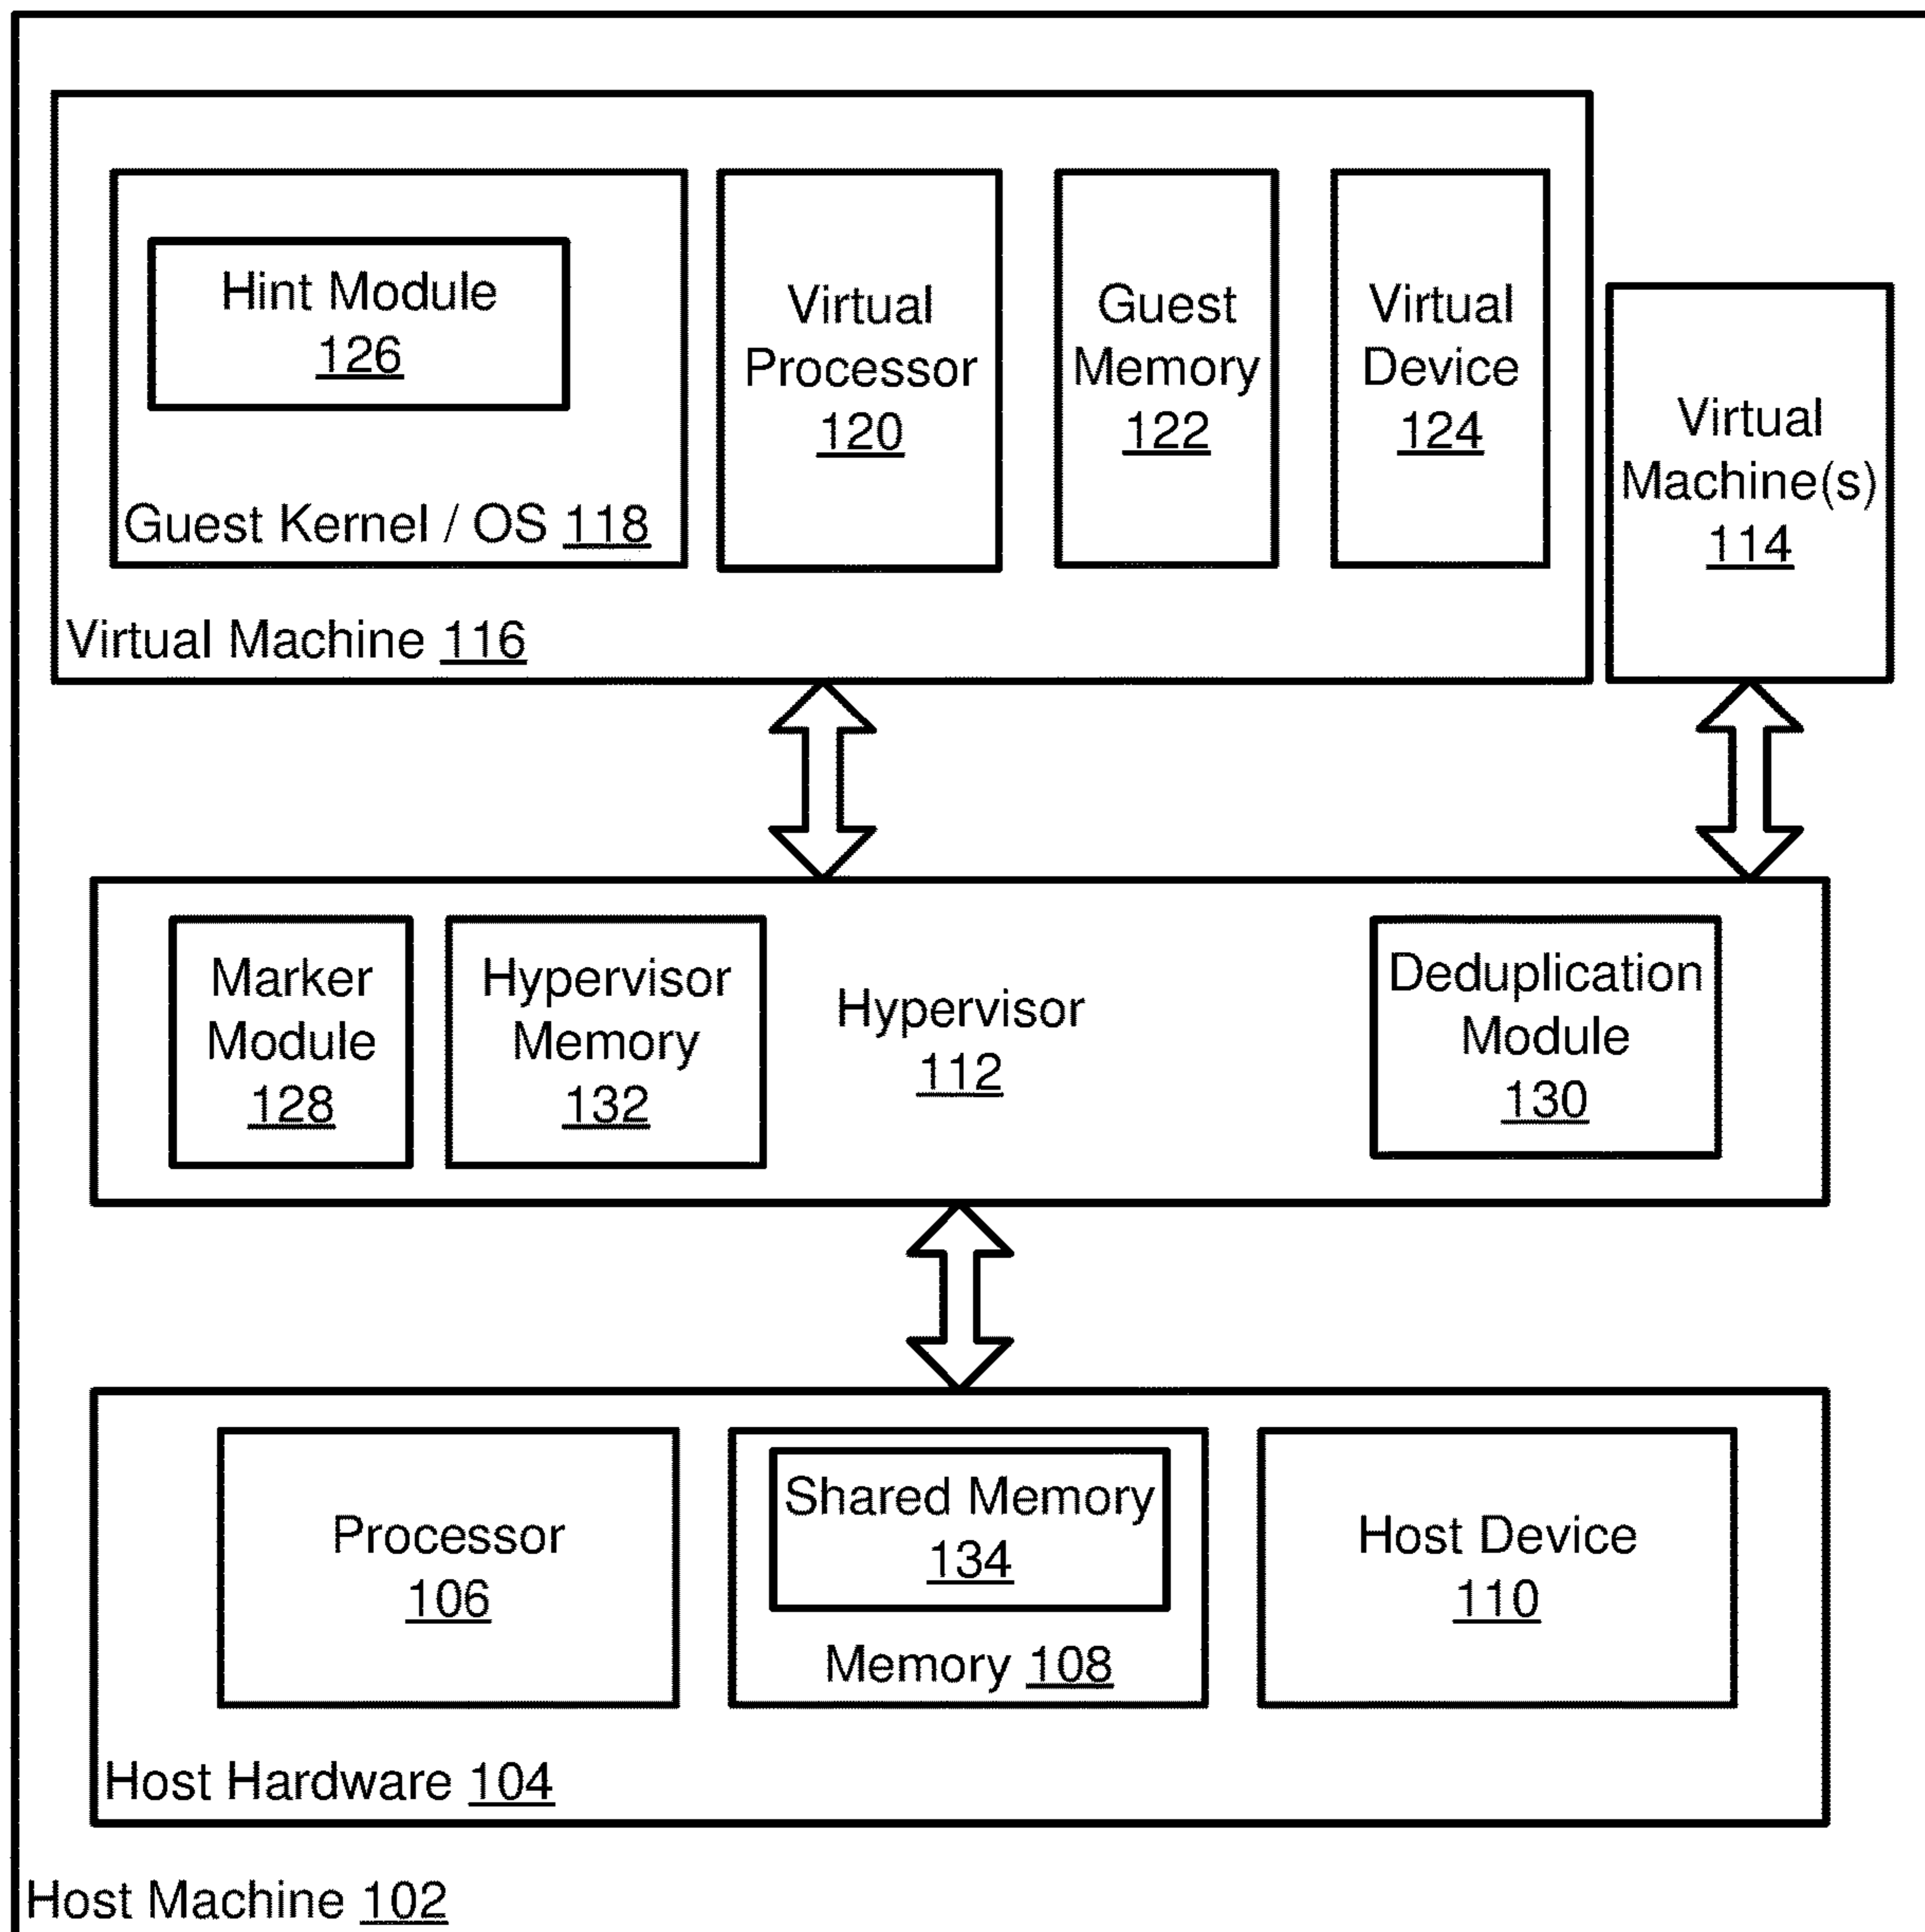 Hint Module
126
Guest Kernel / OS 118
Virtual
Processor
120
Guest
Memory
122
Virtual
Device
124
Virtual Machine 116
Virtual
Machine(s)
114
Marker
Module
128
Hypervisor
Memory
132
Hypervisor
112
Deduplication
Module
130
Processor
106
Shared Memory
134
Memory 108
Host Device
110
Host Hardware 104
Host Machine 102